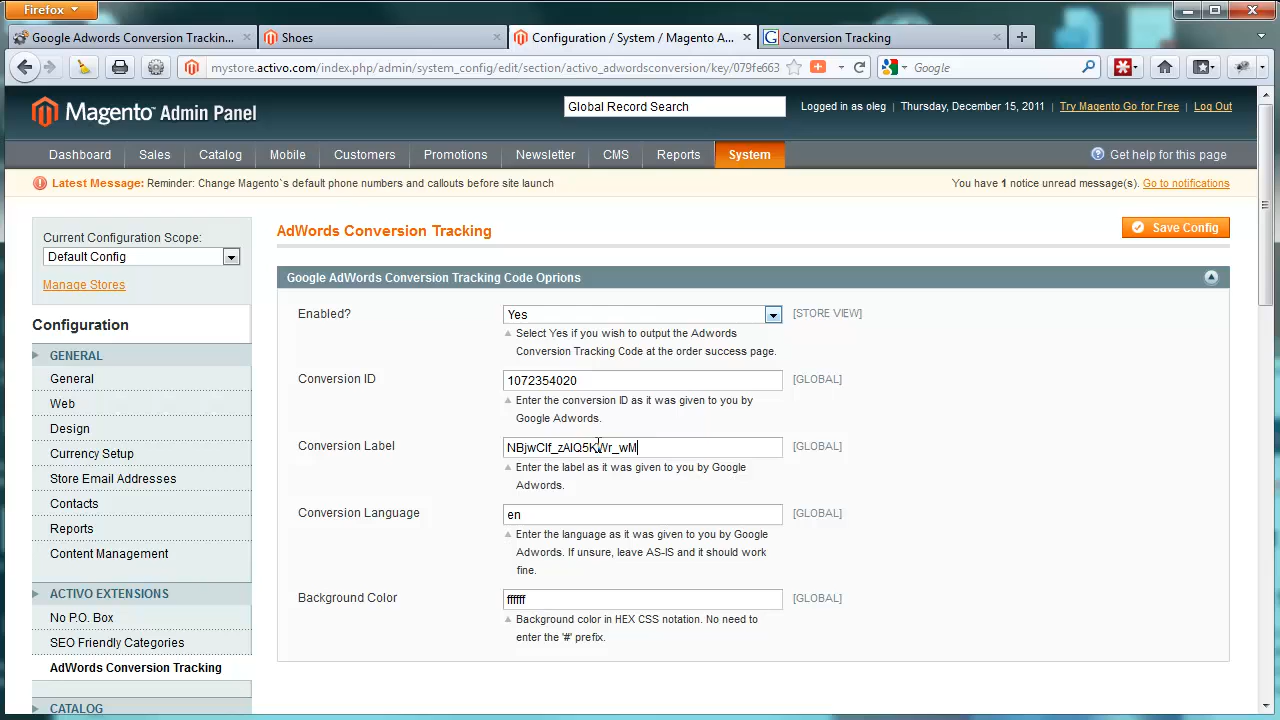 Firefox
Google Adwords Conversion Trackin...
Shoes
Configuration / System / Magento A...
Conversion Tracking
mystore.activo.com/index.php/admin/system_config/edit/section/activo_adwordsconversion/key/079fe663
Google
Magento Admin Panel
Global Record Search
Logged in as oleg | Thursday, December 15, 2011 | Try Magento Go for Free | Log Out
Dashboard Sales Catalog Mobile Customers Promotions Newsletter CMS Reports System Get help for this page
Latest Message: Reminder: Change Magento`s default phone numbers and callouts before site launch
You have 1 notice unread message(s). Go to notifications
Current Configuration Scope:
Default Config
Manage Stores
Configuration
GENERAL
General
Web
Design
Currency Setup
Store Email Addresses
Contacts
Reports
Content Management
ACTIVO EXTENSIONS
No P.O. Box
SEO Friendly Categories
AdWords Conversion Tracking
CATALOG
AdWords Conversion Tracking
Save Config
Google AdWords Conversion Tracking Code Options
Enabled?
Yes
[STORE VIEW]
Select Yes if you wish to output the Adwords
Conversion Tracking Code at the order success page.
Conversion ID
1072354020
[GLOBAL]
Enter the conversion ID as it was given to you by
Google Adwords.
Conversion Label
[GLOBAL]
Enter the label as it was given to you by Google
Adwords.
Conversion Language
en
[GLOBAL]
Enter the language as it was given to you by Google
Adwords. If unsure, leave AS-IS and it should work
fine.
Background Color
ffffff
[GLOBAL]
Background color in HEX CSS notation. No need to
enter the '#' prefix.